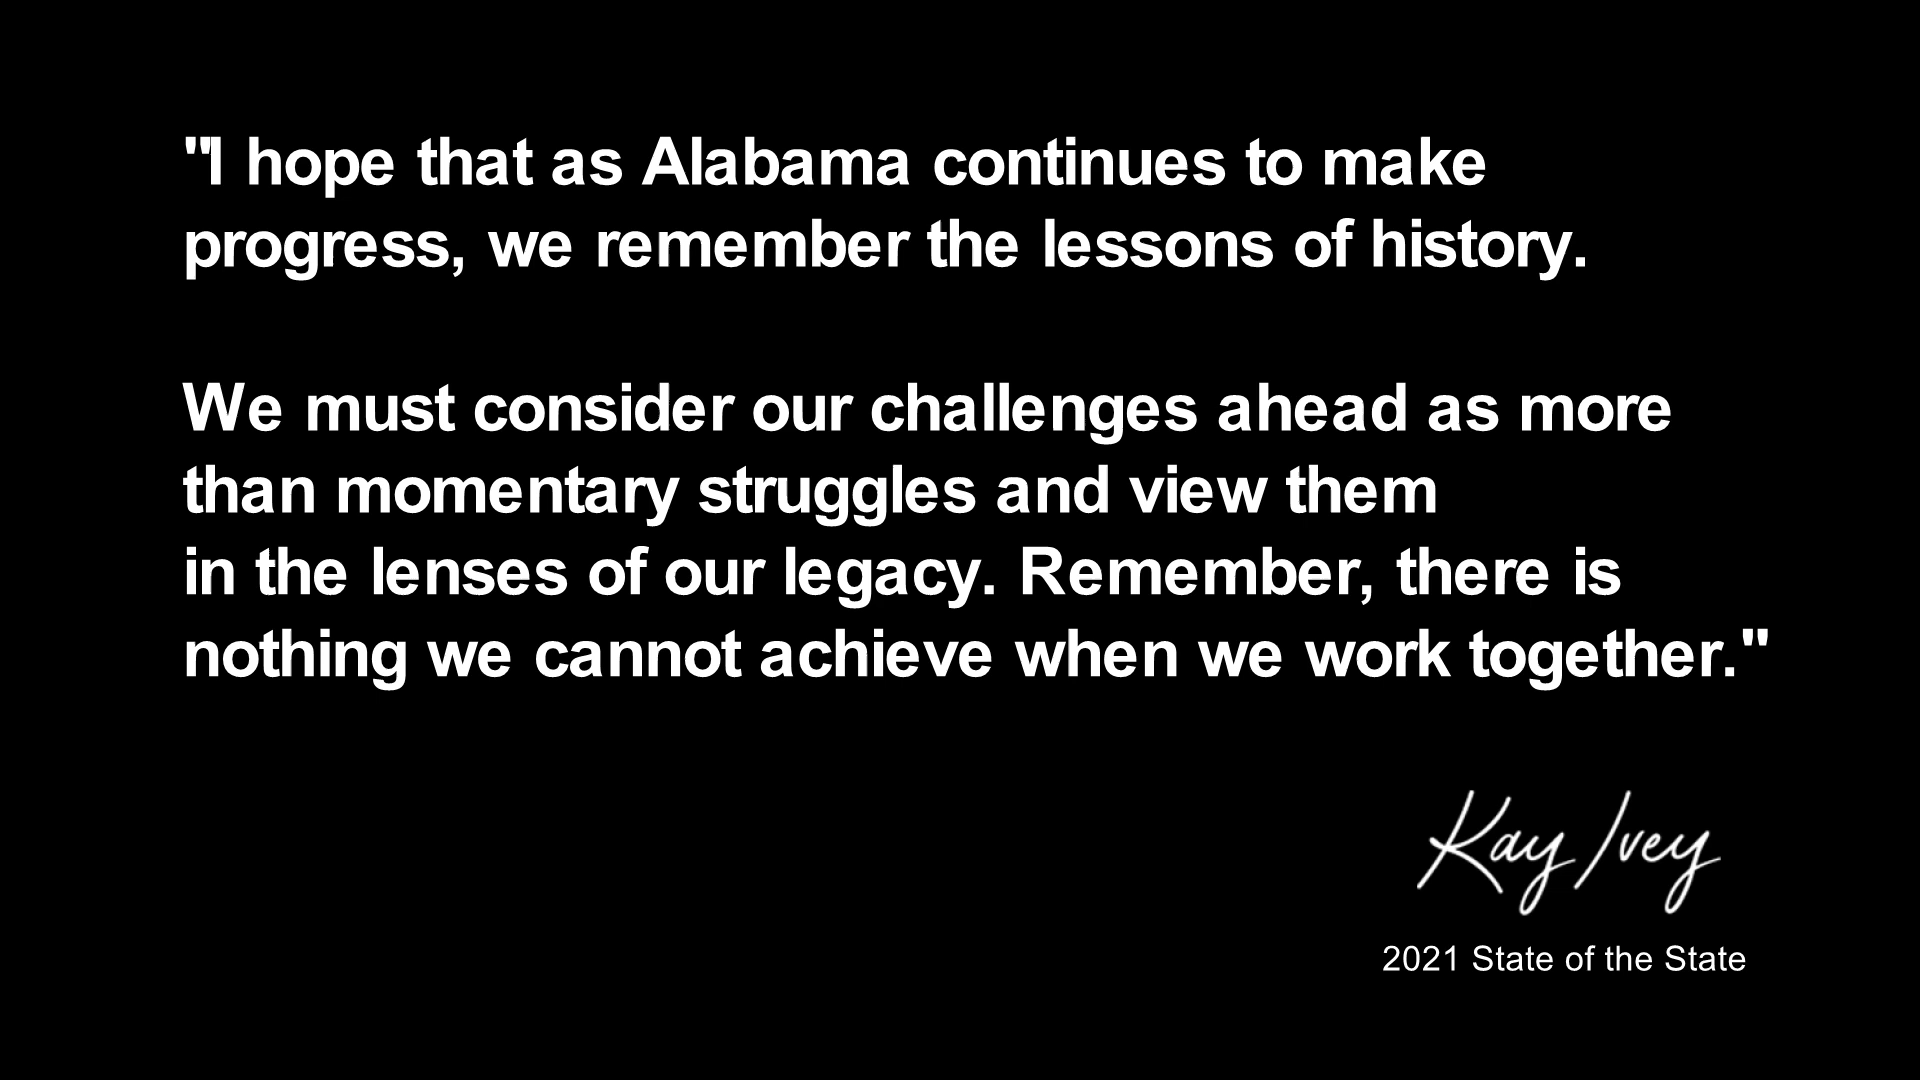 "I hope that as Alabama continues to make
progress, we remember the lessons of history.
We must consider our challenges ahead as more
than momentary struggles and view them
in the lenses of our legacy. Remember, there is
nothing we cannot achieve when we work together."
Kay Ivey
2021 State of the State